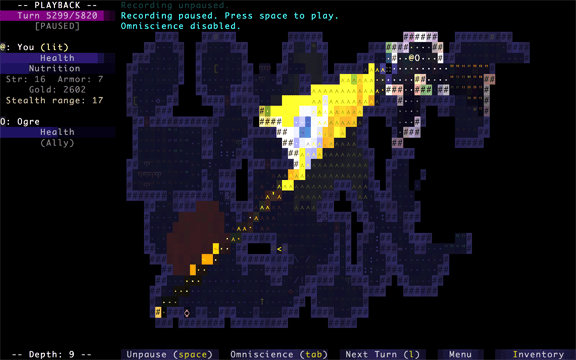 -- PLAYBACK --
Turn 5299/5820
[PAUSED]
Recording unpaused.
Recording paused. Press space to play.
Omniscience disabled.
@: You (lit)
Health
Nutrition
Str: 16 Armor: 7
Gold: 2602
Stealth range: 17
O: Ogre
Health
(Ally)
-- Depth: 9 --
Unpause (space)
Omniscience (tab)
Next Turn (l)
Menu
Inventory